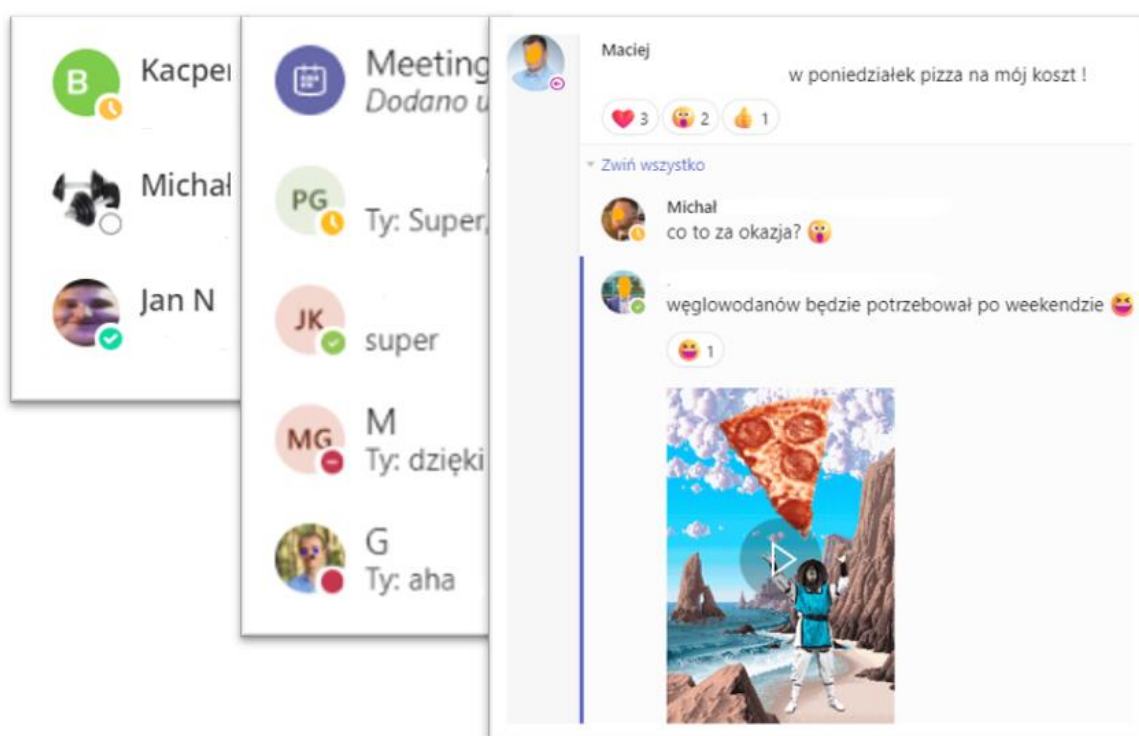 B
Kacper
Michał
Jan N
Meeting
Dodano u
PG
Ty: Super,
JK
super
MG
M
Ty: dzięki
G
Ty: aha
Maciej
w poniedziałek pizza na mój koszt !
3
2
1
Zwiń wszystko
Michał
co to za okazja?
węglowodanów będzie potrzebował po weekendzie
1